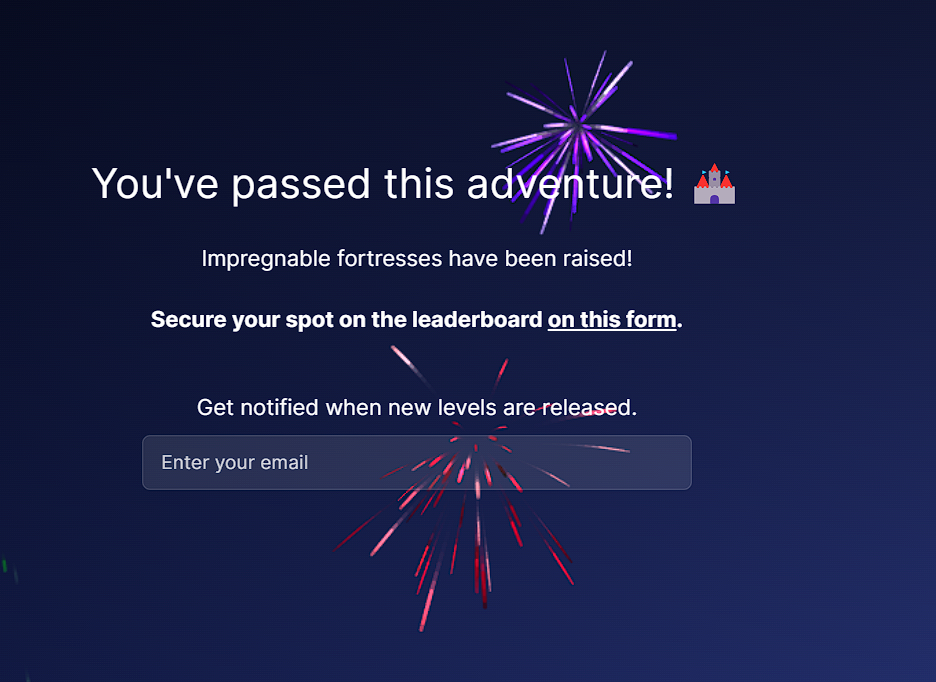 You've passed this adventure! 🏰
Impregnable fortresses have been raised!
Secure your spot on the leaderboard on this form.
Get notified when new levels are released.
Enter your email